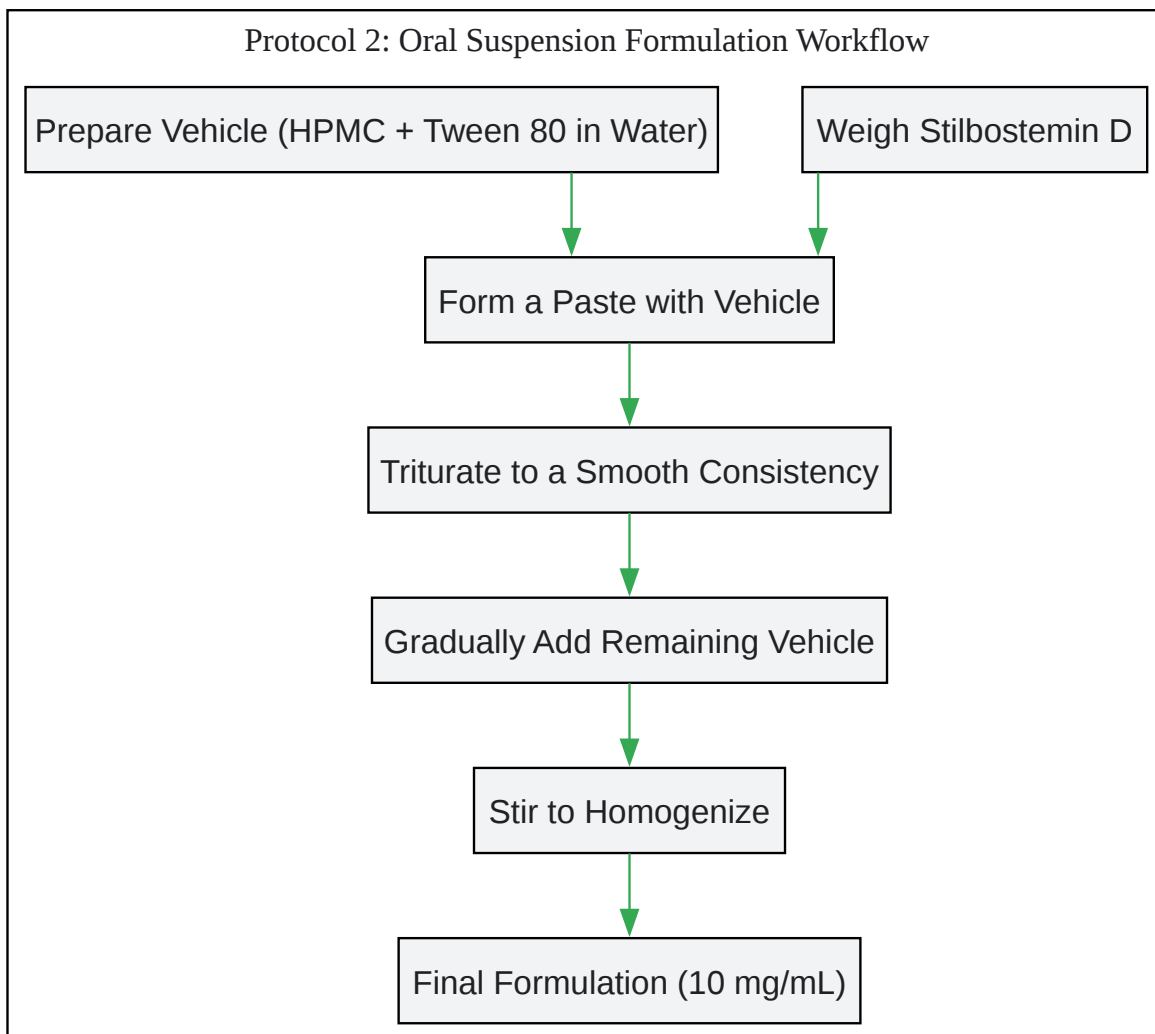 Protocol 2: Oral Suspension Formulation Workflow
Prepare Vehicle (HPMC + Tween 80 in Water)
Weigh Stilbostemin D
Form a Paste with Vehicle
Triturate to a Smooth Consistency
Gradually Add Remaining Vehicle
Stir to Homogenize
Final Formulation (10 mg/mL)